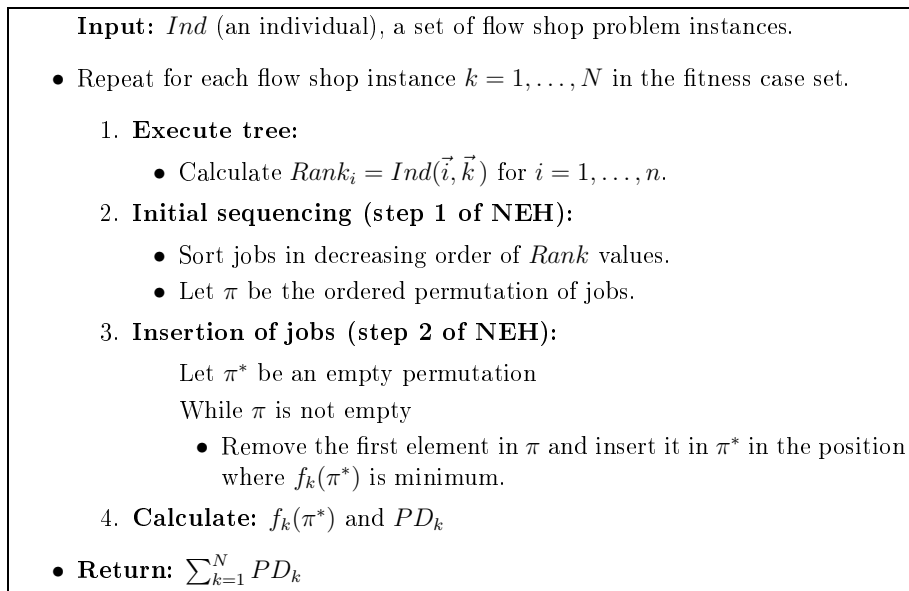 Input: Ind (an individual), a set of flow shop problem instances.
• Repeat for each flow shop instance k = 1, . . . , N in the fitness case set.
1. Execute tree:
• Calculate Rank_i = Ind(\vec{i}, \vec{k}) for i = 1, . . . , n.
2. Initial sequencing (step 1 of NEH):
• Sort jobs in decreasing order of Rank values.
• Let π be the ordered permutation of jobs.
3. Insertion of jobs (step 2 of NEH):
Let π* be an empty permutation
While π is not empty
• Remove the first element in π and insert it in π* in the position
where f_k(π*) is minimum.
4. Calculate: f_k(π*) and PD_k
• Return: \sum_{k=1}^{N} PD_k